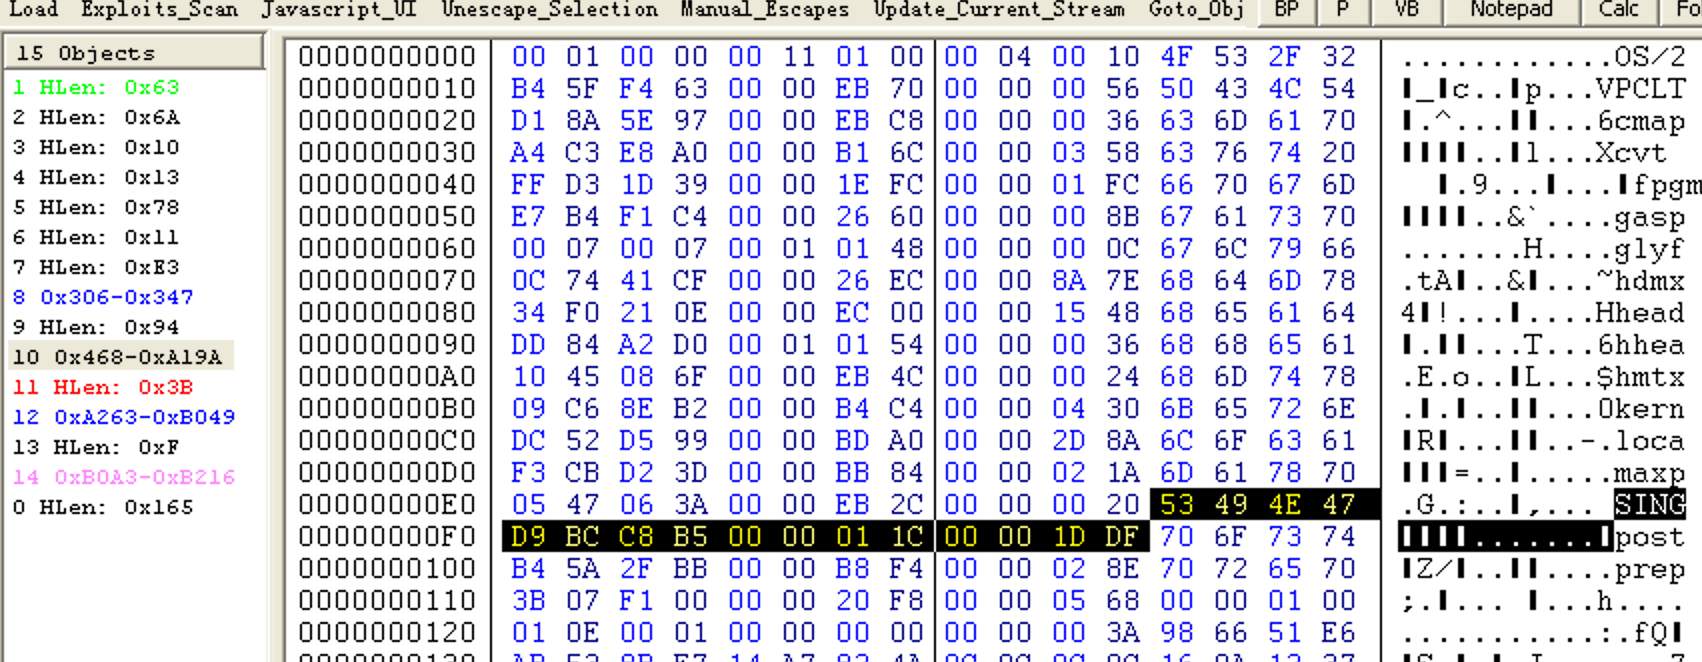 Load Exploits_Scan Javascript_UI Unescape_Selection Manual_Escapes Update_Current_Stream Goto_Obj BP P VB Notepad Calc
15 Objects
1 HLen: 0x63
2 HLen: 0x6A
3 HLen: 0x10
4 HLen: 0x13
5 HLen: 0x78
6 HLen: 0x11
7 HLen: 0xE3
8 0x306-0x347
9 HLen: 0x94
10 0x468-0xA19A
11 HLen: 0x3B
12 0xA263-0xB049
13 HLen: 0xF
14 0xB0A3-0xB216
0 HLen: 0x165
0000000000 00 01 00 00 00 11 01 00 00 04 00 10 4F 53 2F 32 ............OS/2
0000000010 B4 5F F4 63 00 00 EB 70 00 00 00 56 50 43 4C 54 _ c.. p...VPCLT
0000000020 D1 8A 5E 97 00 00 EB C8 00 00 00 36 63 6D 61 70 .^... ...6cmap
0000000030 A4 C3 E8 A0 00 00 B1 6C 00 00 03 58 63 76 74 20 .. l...Xcvt
0000000040 FF D3 1D 39 00 00 1E FC 00 00 01 FC 66 70 67 6D .9... ... fpgm
0000000050 E7 B4 F1 C4 00 00 26 60 00 00 00 8B 67 61 73 70 ..&`....gasp
0000000060 00 07 00 07 00 01 01 48 00 00 00 0C 67 6C 79 66 .......H....glyf
0000000070 0C 74 41 CF 00 00 26 EC 00 00 8A 7E 68 64 6D 78 .tA ..& ...~hdmx
0000000080 34 F0 21 0E 00 00 EC 00 00 00 15 48 68 65 61 64 4 !... ....Hhead
0000000090 DD 84 A2 D0 00 01 01 54 00 00 00 36 68 68 65 61 . ...T...6hhea
00000000A0 10 45 08 6F 00 00 EB 4C 00 00 00 24 68 6D 74 78 .E.o.. L...$hmtx
00000000B0 09 C6 8E B2 00 00 B4 C4 00 00 04 30 6B 65 72 6E . . .. ...0kern
00000000C0 DC 52 D5 99 00 00 BD A0 00 00 2D 8A 6C 6F 63 61 R ... ..-.loca
00000000D0 F3 CB D2 3D 00 00 BB 84 00 00 02 1A 6D 61 78 70 =.. .....maxp
00000000E0 05 47 06 3A 00 00 EB 2C 00 00 00 20 53 49 4E 47 .G.:.. ,... SING
00000000F0 D9 BC C8 B5 00 00 01 1C 00 00 1D DF 70 6F 73 74 ....... post
0000000100 B4 5A 2F BB 00 00 B8 F4 00 00 02 8E 70 72 65 70 Z/ .. ....prep
0000000110 3B 07 F1 00 00 00 20 F8 00 00 05 68 00 00 01 00 ;. ... ...h....
0000000120 01 0E 00 01 00 00 00 00 00 00 3A 98 66 51 E6 ...........:.fQ